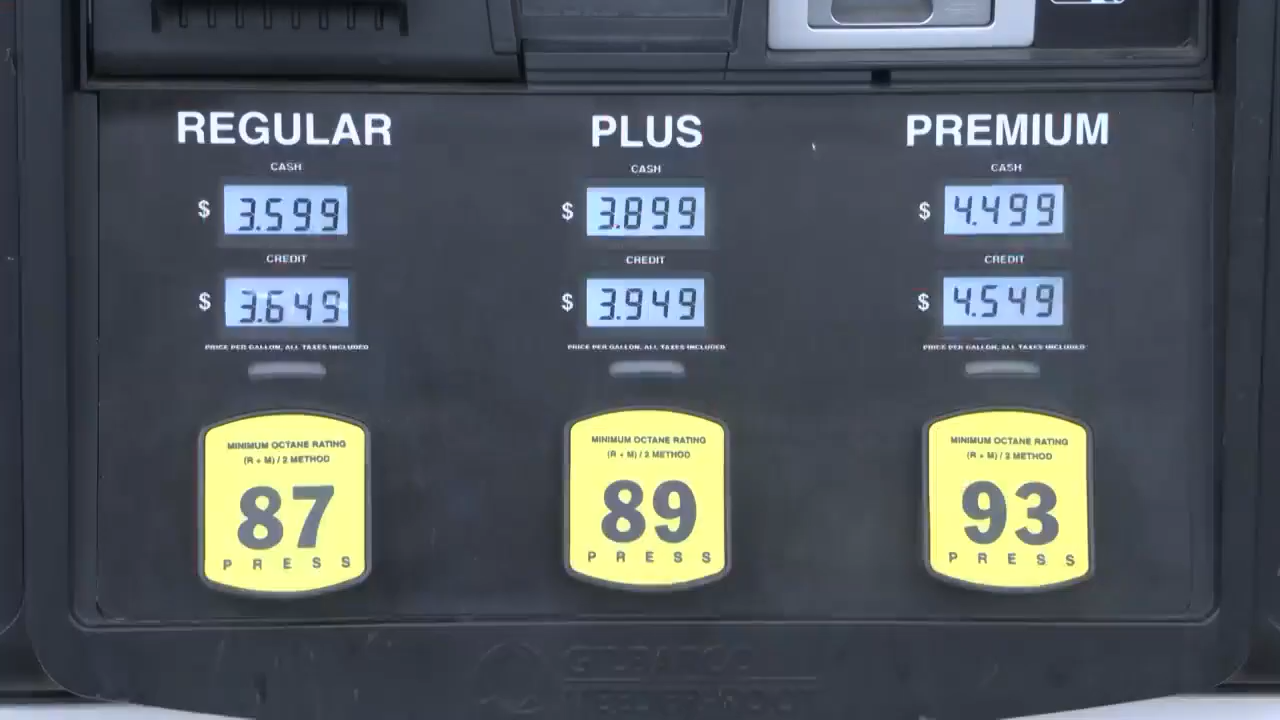 REGULAR PLUS PREMIUM
CASH CASH CASH
$ 3.599 $ 3.899 $ 4.499
CREDIT CREDIT CREDIT
$ 3.649 $ 3.949 $ 4.549
PRICE PER GALLON, ALL TAXES INCLUDED PRICE PER GALLON, ALL TAXES INCLUDED PRICE PER GALLON, ALL TAXES INCLUDED
MINIMUM OCTANE RATING MINIMUM OCTANE RATING MINIMUM OCTANE RATING
(R + M) / 2 METHOD (R + M) / 2 METHOD (R + M) / 2 METHOD
87 89 93
PRESS PRESS PRESS
GILBARCO